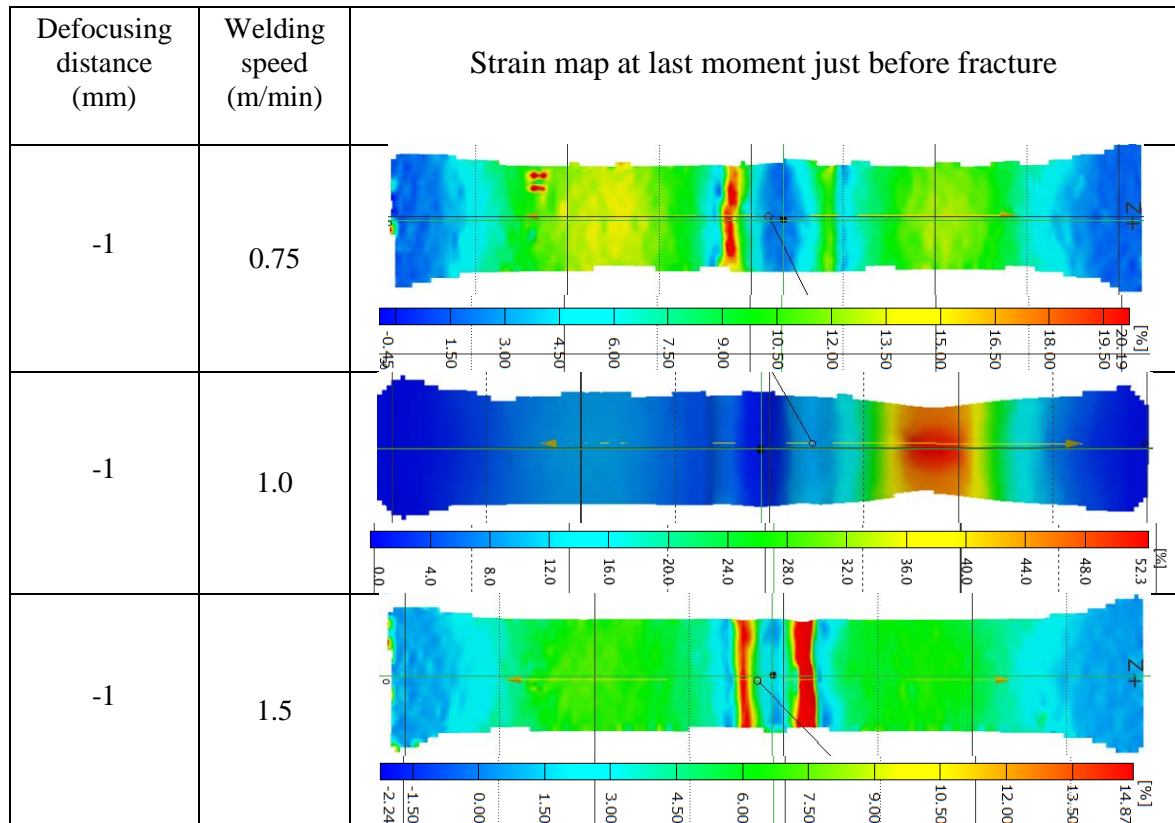 Defocusing
distance
(mm)
Welding
speed
(m/min)
Strain map at last moment just before fracture
-1
0.75
Z+
[%]
-0.45 1.50 3.00 4.50 6.00 7.50 9.00 10.50 12.00 13.50 15.00 16.50 18.00 19.50 20.19
-1
1.0
[%]
0.0 4.0 8.0 12.0 16.0 20.0 24.0 28.0 32.0 36.0 40.0 44.0 48.0 52.3
-1
1.5
Z+
[%]
-2.24 -1.50 0.00 1.50 3.00 4.50 6.00 7.50 9.00 10.50 12.00 13.50 14.87